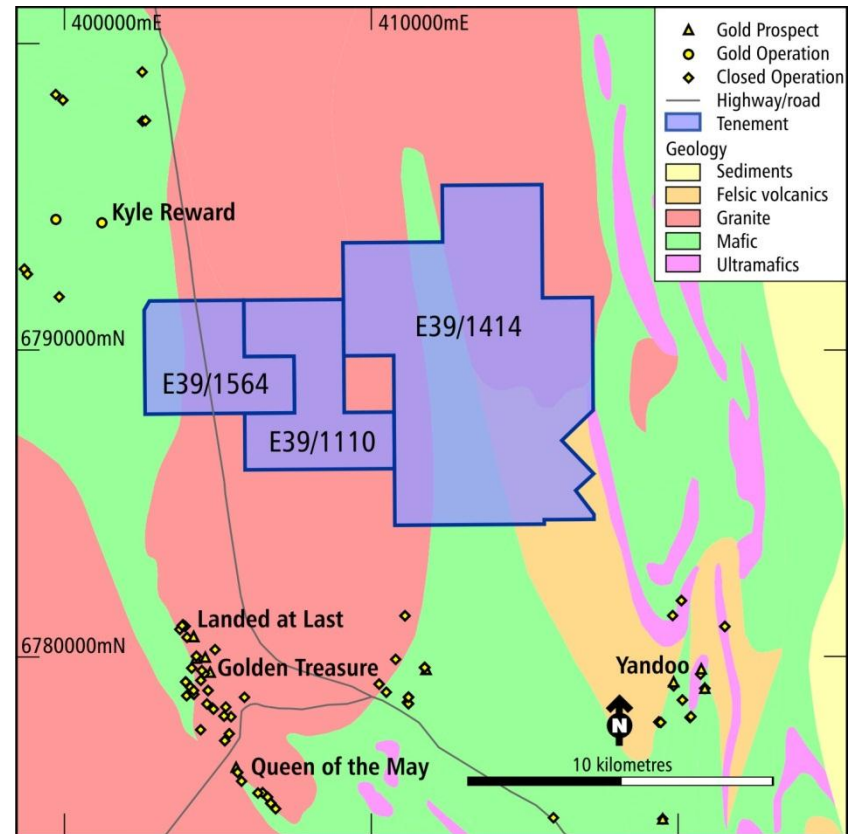 400000mE
410000mE
Gold Prospect
Gold Operation
Closed Operation
Highway/road
Tenement
Geology
Sediments
Felsic volcanics
Granite
Mafic
Ultramafics
Kyle Reward
6790000mN
E39/1414
E39/1564
E39/1110
Landed at Last
6780000mN
Golden Treasure
Yandoo
N
Queen of the May
10 kilometres